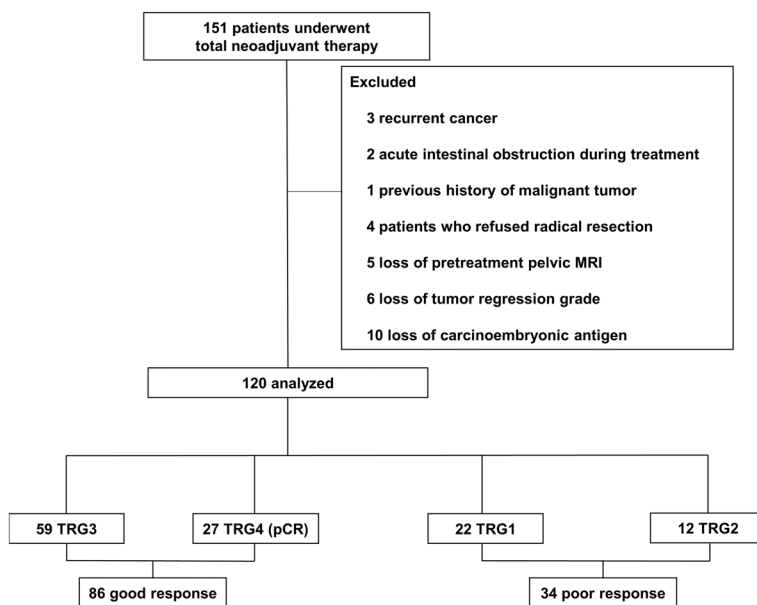 151 patients underwent
total neoadjuvant therapy
Excluded
3 recurrent cancer
2 acute intestinal obstruction during treatment
1 previous history of malignant tumor
4 patients who refused radical resection
5 loss of pretreatment pelvic MRI
6 loss of tumor regression grade
10 loss of carcinoembryonic antigen
120 analyzed
59 TRG3
27 TRG4 (pCR)
22 TRG1
12 TRG2
86 good response
34 poor response